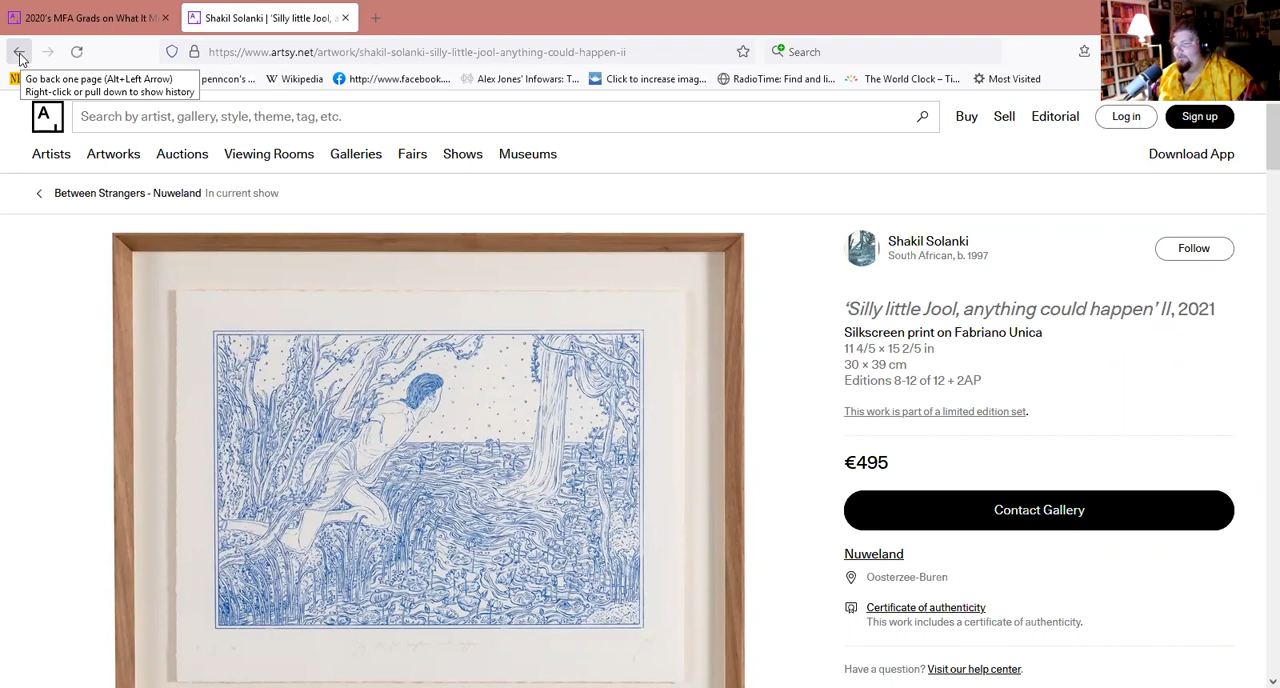 2020's MFA Grads on What It M
Shakil Solanki | 'Silly little Jool, a
https://www.artsy.net/artwork/shakil-solanki-silly-little-jool-anything-could-happen-ii
Search
Go back one page (Alt+Left Arrow)
Right-click or pull down to show history
penncon's ...
Wikipedia
http://www.facebook....
Alex Jones' Infowars: T...
Click to increase imag...
RadioTime: Find and li...
The World Clock – Ti...
Most Visited
A
Search by artist, gallery, style, theme, tag, etc.
Buy
Sell
Editorial
Log in
Sign up
Artists
Artworks
Auctions
Viewing Rooms
Galleries
Fairs
Shows
Museums
Download App
Between Strangers - Nuweland In current show
Shakil Solanki
South African, b. 1997
Follow
'Silly little Jool, anything could happen' II, 2021
Silkscreen print on Fabriano Unica
11 4/5 × 15 2/5 in
30 × 39 cm
Editions 8-12 of 12 + 2AP
This work is part of a limited edition set.
€495
Contact Gallery
Nuweland
Oosterzee-Buren
Certificate of authenticity
This work includes a certificate of authenticity.
Have a question? Visit our help center.